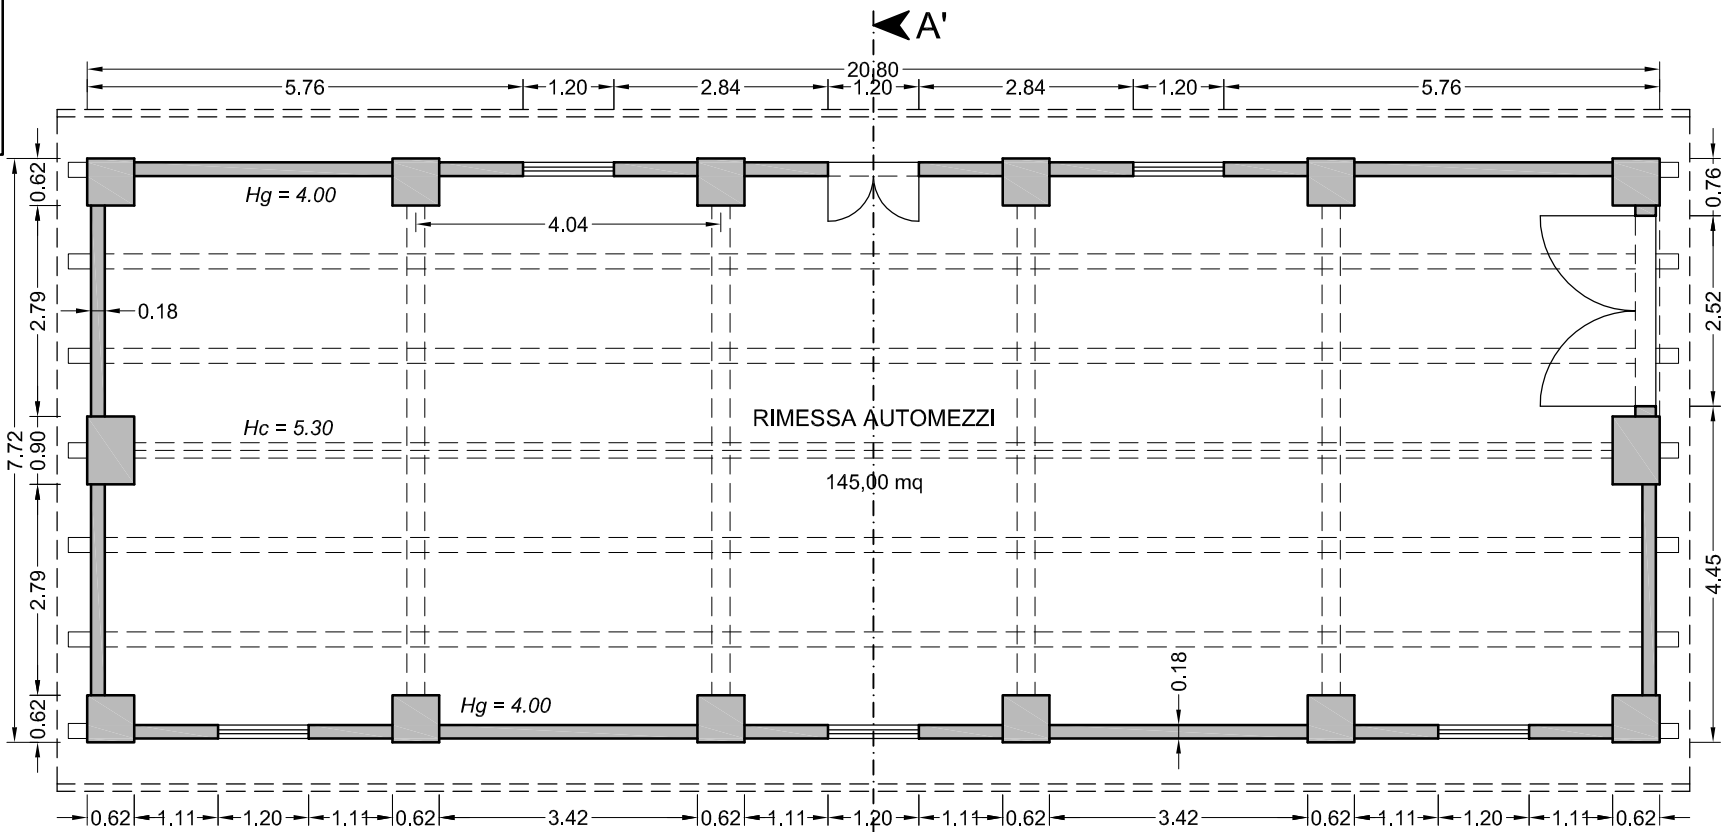 A'
20.80
5.76 1.20 2.84 1.20 2.84 1.20 5.76
0.62
0.76
Hg = 4.00
4.04
2.79
0.18
2.52
RIMESSA AUTOMEZZI
Hc = 5.30
7.72
0.90
145,00 mq
2.79
4.45
0.18
Hg = 4.00
0.62
0.62 1.11 1.20 1.11 0.62 3.42 0.62 1.11 1.20 1.11 0.62 3.42 0.62 1.11 1.20 1.11 0.62